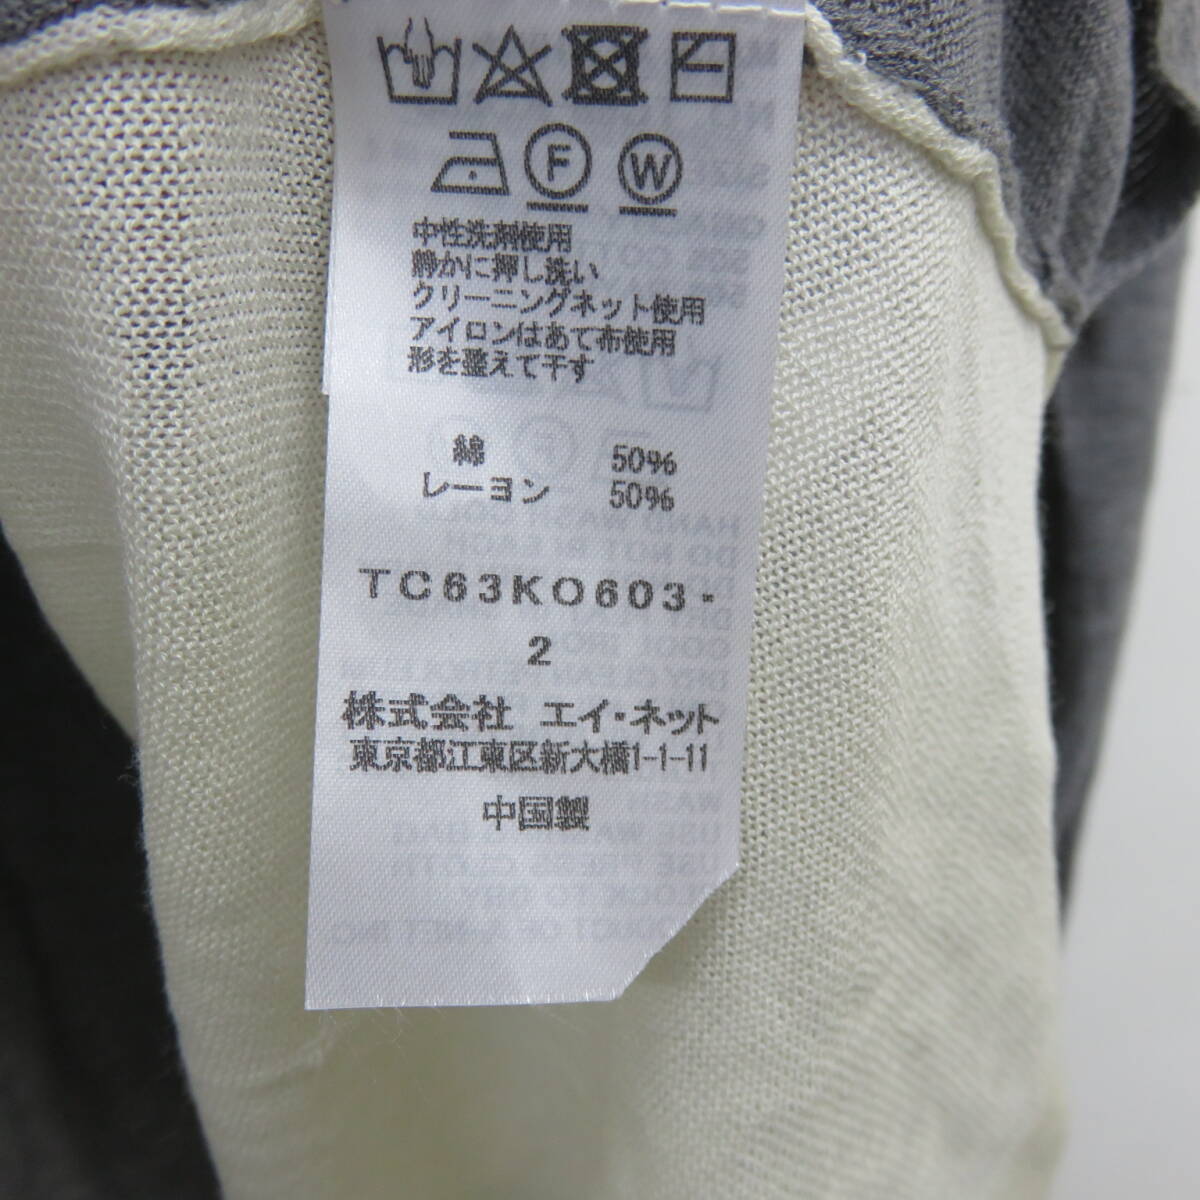 F W
中性洗剤使用
静かに押し洗い
クリーニングネット使用
アイロンはあて布使用
形を整えて干す
綿 50%
レーヨン 50%
TC63KO603-
2
株式会社 エイ・ネット
東京都江東区新大橋1-1-11
中国製